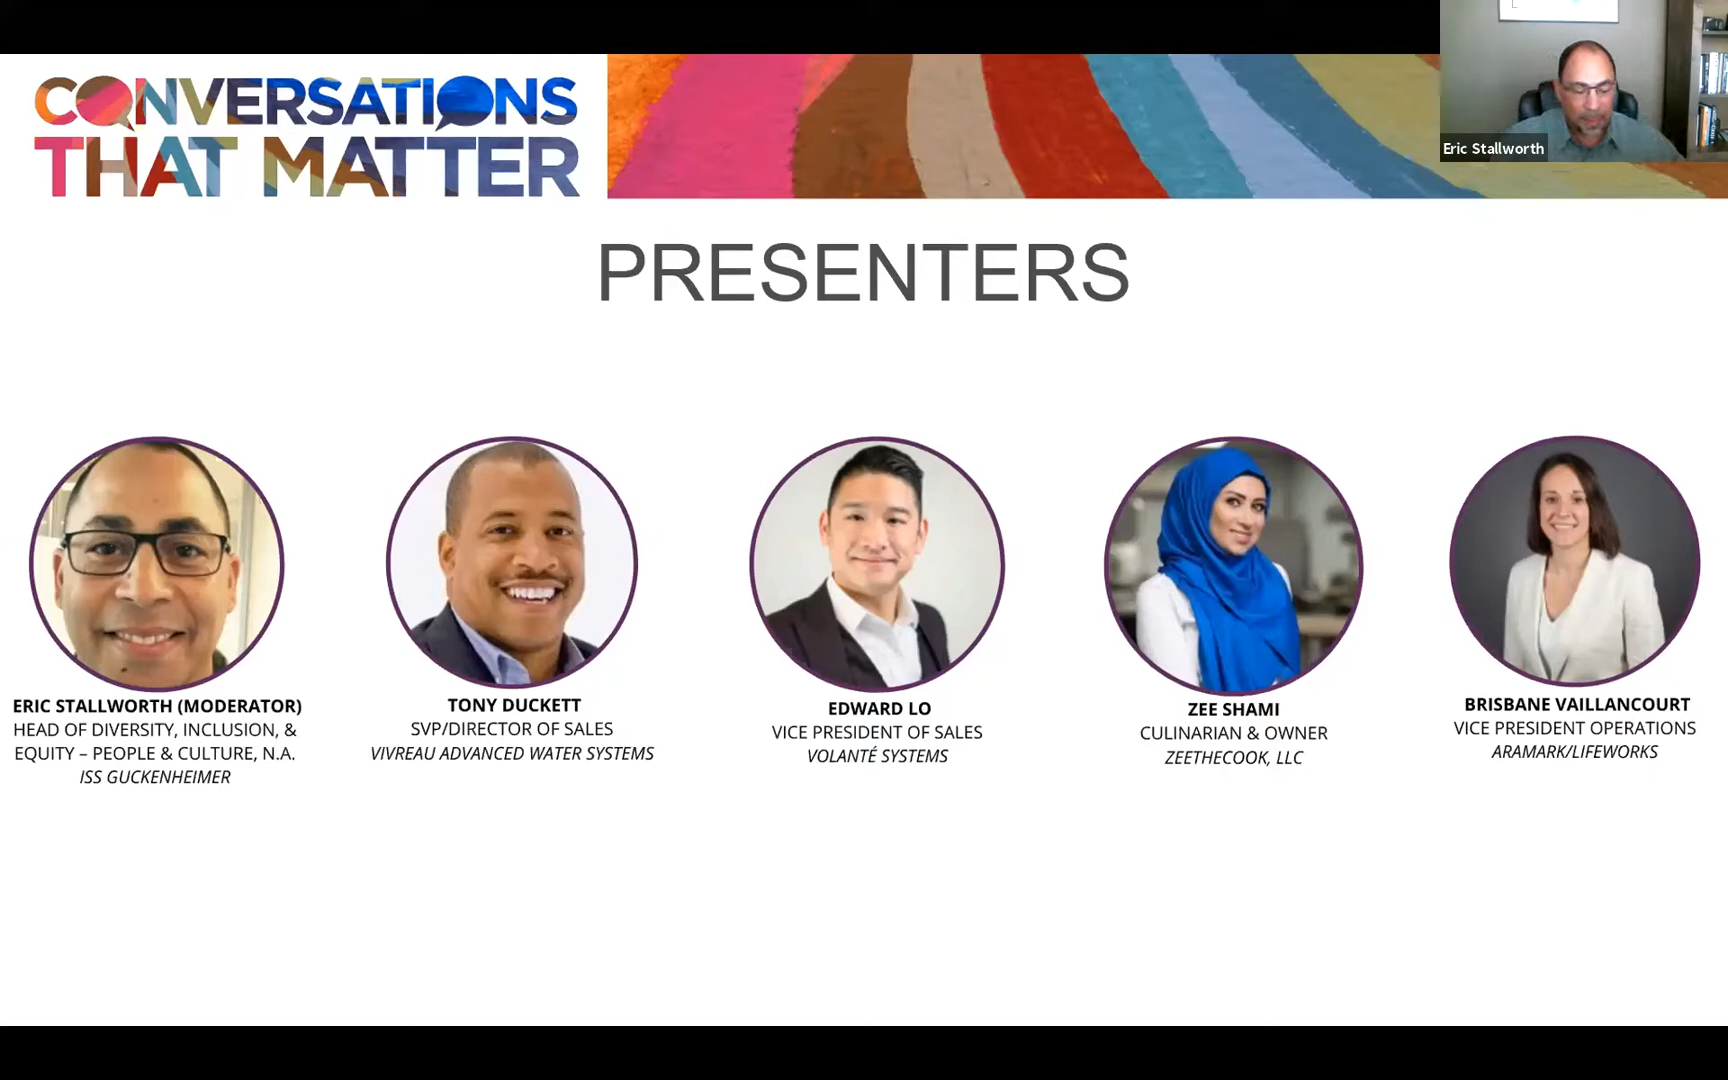 CONVERSATIONS
THAT MATTER
Eric Stallworth
PRESENTERS
ERIC STALLWORTH (MODERATOR)
HEAD OF DIVERSITY, INCLUSION, &
EQUITY – PEOPLE & CULTURE, N.A.
ISS GUCKENHEIMER
TONY DUCKETT
SVP/DIRECTOR OF SALES
VIVREAU ADVANCED WATER SYSTEMS
EDWARD LO
VICE PRESIDENT OF SALES
VOLANTÉ SYSTEMS
ZEE SHAMI
CULINARIAN & OWNER
ZEETHECOOK, LLC
BRISBANE VAILLANCOURT
VICE PRESIDENT OPERATIONS
ARAMARK/LIFEWORKS